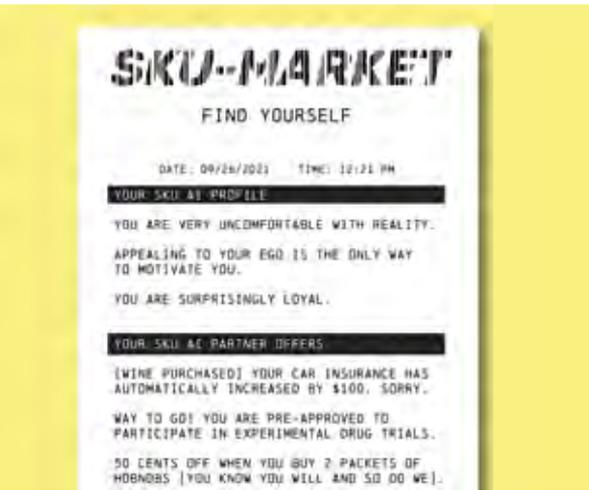 SKU-MARKET
FIND YOURSELF
DATE: 09/26/2021 TIME: 12:21 PM
YOUR SKU AI PROFILE
YOU ARE VERY UNCOMFORTABLE WITH REALITY.
APPEALING TO YOUR EGO IS THE ONLY WAY
TO MOTIVATE YOU.
YOU ARE SURPRISINGLY LOYAL.
YOUR SKU AI PARTNER OFFERS
[WINE PURCHASED] YOUR CAR INSURANCE HAS
AUTOMATICALLY INCREASED BY $100. SORRY.
WAY TO GO! YOU ARE PRE-APPROVED TO
PARTICIPATE IN EXPERIMENTAL DRUG TRIALS.
50 CENTS OFF WHEN YOU BUY 2 PACKETS OF
HOBNOBS [YOU KNOW YOU WILL AND SO DO WE].